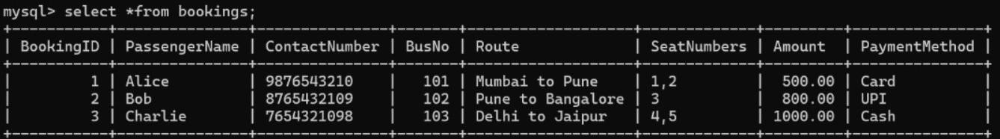 mysql> select *from bookings;
+-----------+---------------+---------------+-------+-------------------+-------------+---------+---------------+
| BookingID | PassengerName | ContactNumber | BusNo | Route             | SeatNumbers | Amount  | PaymentMethod |
+-----------+---------------+---------------+-------+-------------------+-------------+---------+---------------+
|         1 | Alice         | 9876543210    |   101 | Mumbai to Pune    | 1,2         |  500.00 | Card          |
|         2 | Bob           | 8765432109    |   102 | Pune to Bangalore | 3           |  800.00 | UPI           |
|         3 | Charlie       | 7654321098    |   103 | Delhi to Jaipur   | 4,5         | 1000.00 | Cash          |
+-----------+---------------+---------------+-------+-------------------+-------------+---------+---------------+